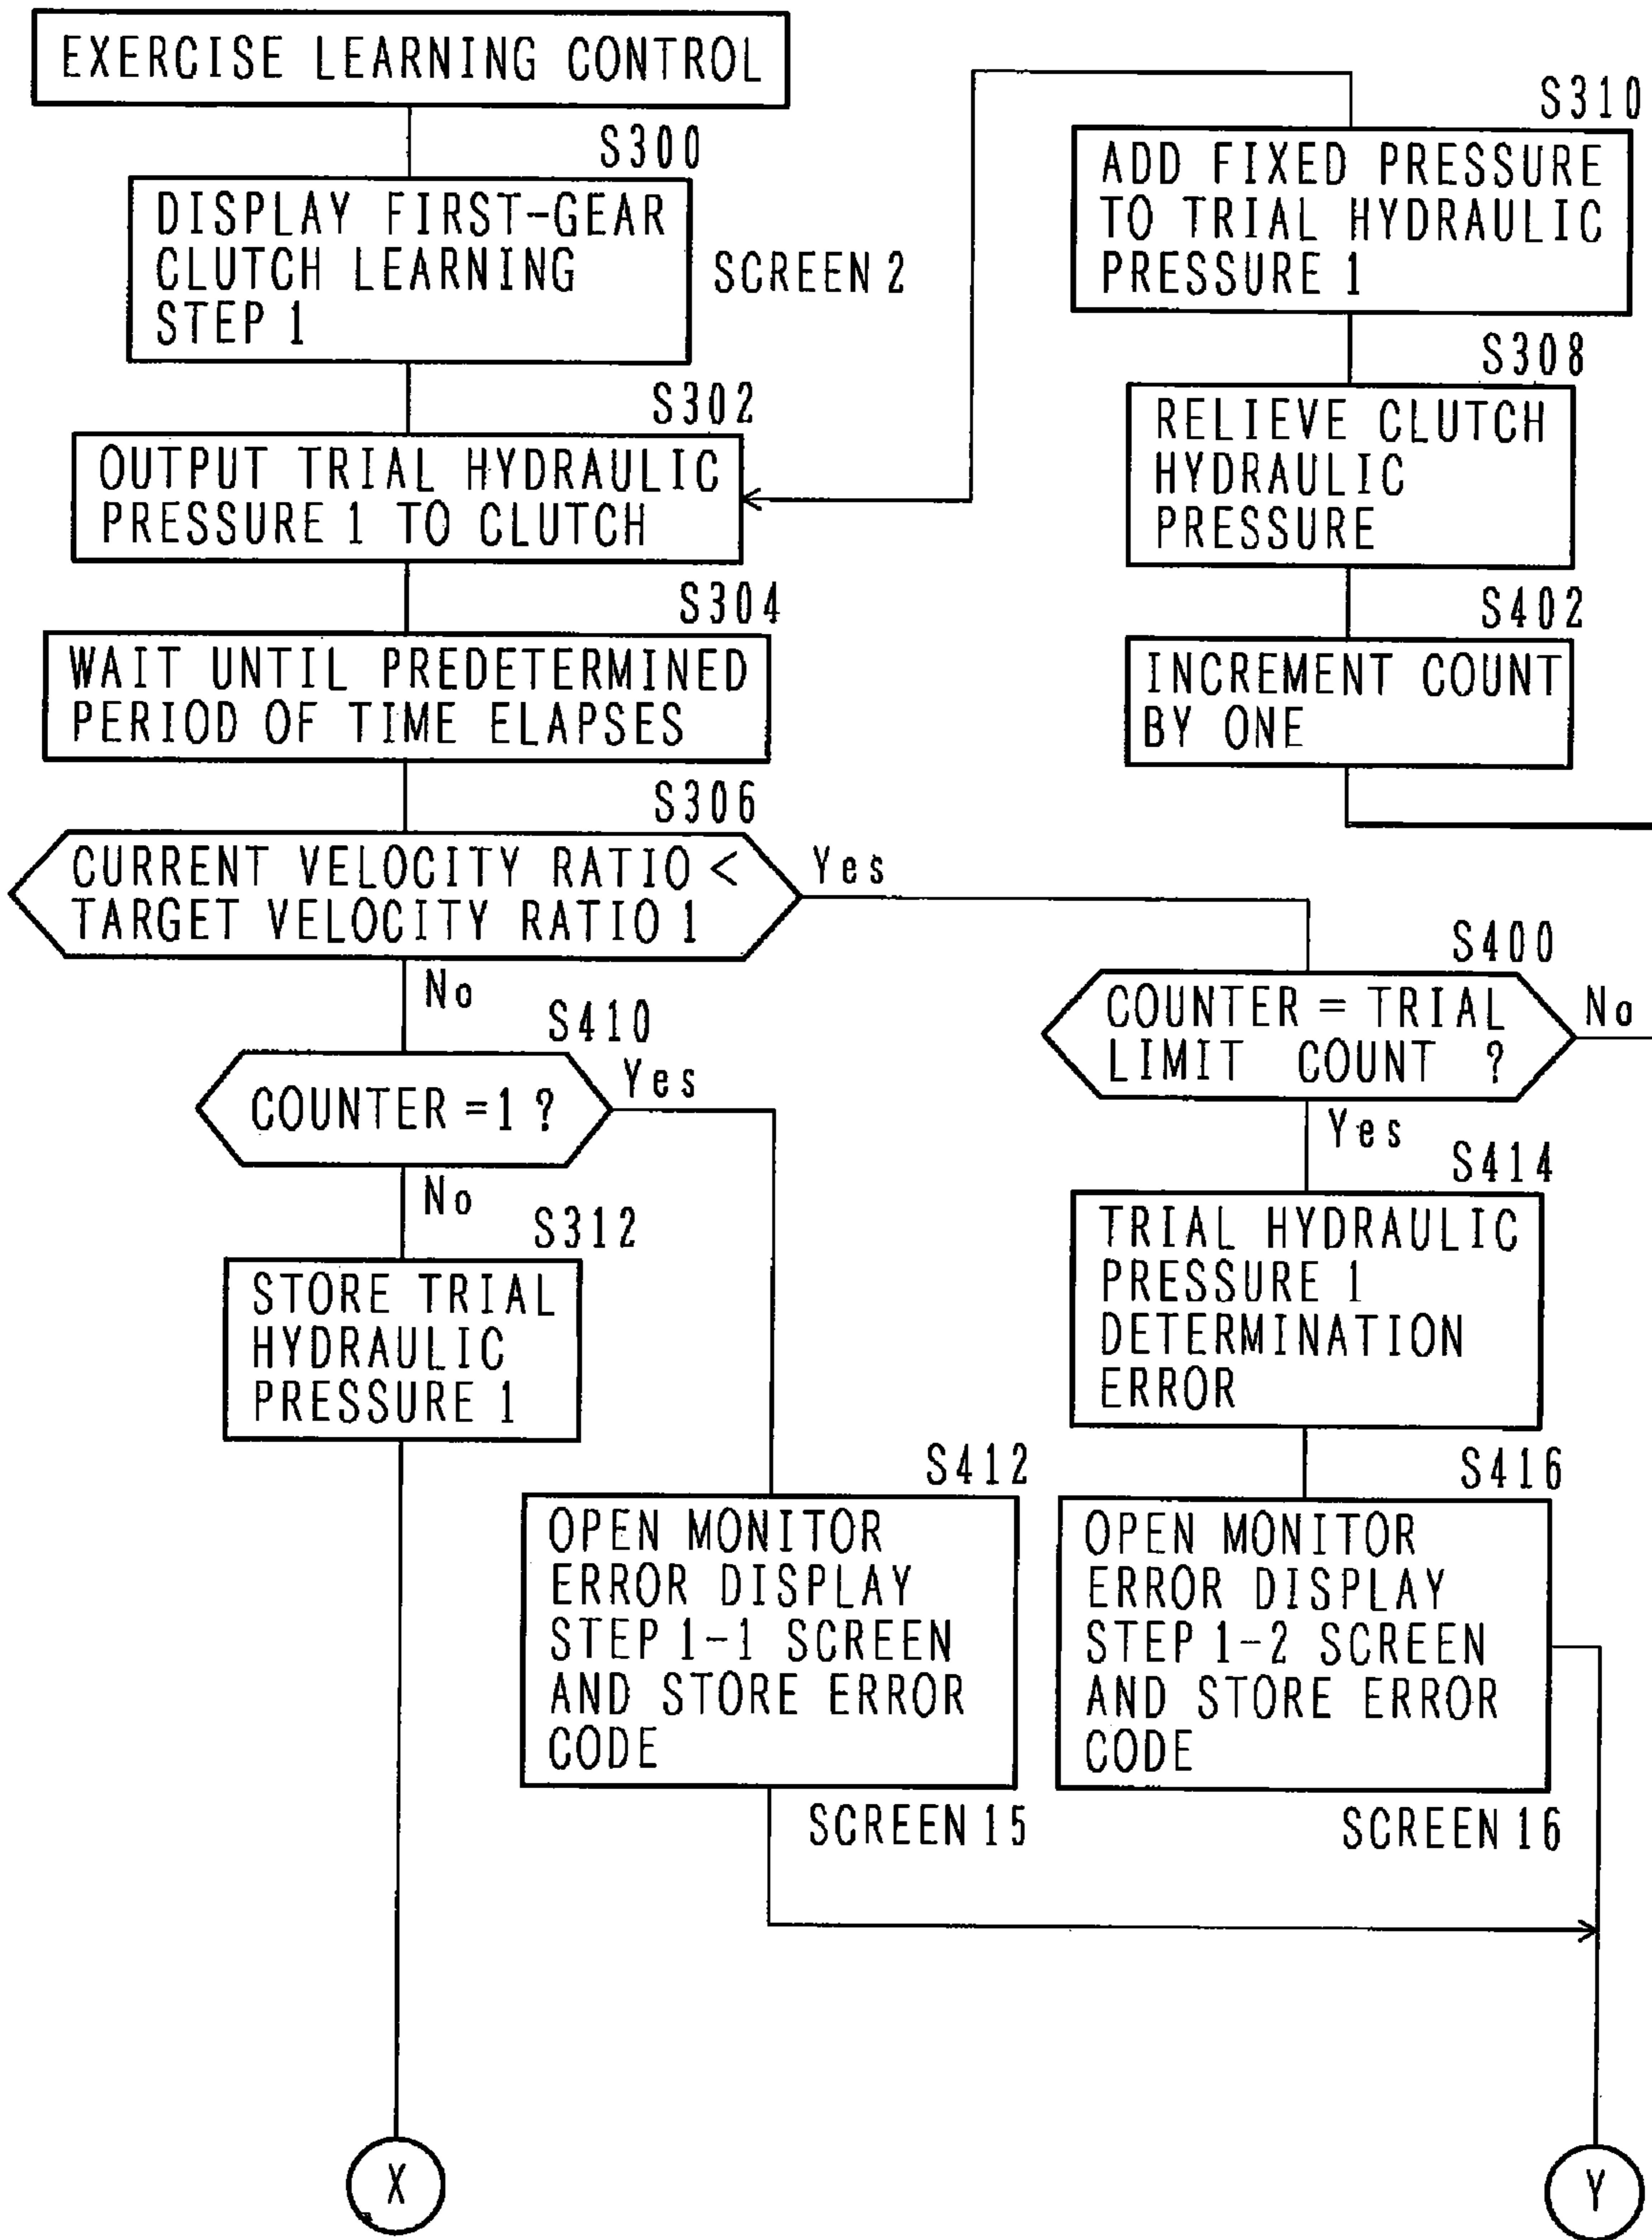 EXERCISE LEARNING CONTROL
S300
DISPLAY FIRST-GEAR
CLUTCH LEARNING
STEP 1
SCREEN 2
S302
OUTPUT TRIAL HYDRAULIC
PRESSURE 1 TO CLUTCH
S304
WAIT UNTIL PREDETERMINED
PERIOD OF TIME ELAPSES
S306
CURRENT VELOCITY RATIO <
TARGET VELOCITY RATIO 1
Yes
No
S410
COUNTER = 1 ?
Yes
No
S312
STORE TRIAL
HYDRAULIC
PRESSURE 1
S412
OPEN MONITOR
ERROR DISPLAY
STEP 1-1 SCREEN
AND STORE ERROR
CODE
SCREEN 15
X
S310
ADD FIXED PRESSURE
TO TRIAL HYDRAULIC
PRESSURE 1
S308
RELIEVE CLUTCH
HYDRAULIC
PRESSURE
S402
INCREMENT COUNT
BY ONE
S400
COUNTER = TRIAL
LIMIT COUNT ?
No
Yes
S414
TRIAL HYDRAULIC
PRESSURE 1
DETERMINATION
ERROR
S416
OPEN MONITOR
ERROR DISPLAY
STEP 1-2 SCREEN
AND STORE ERROR
CODE
SCREEN 16
Y